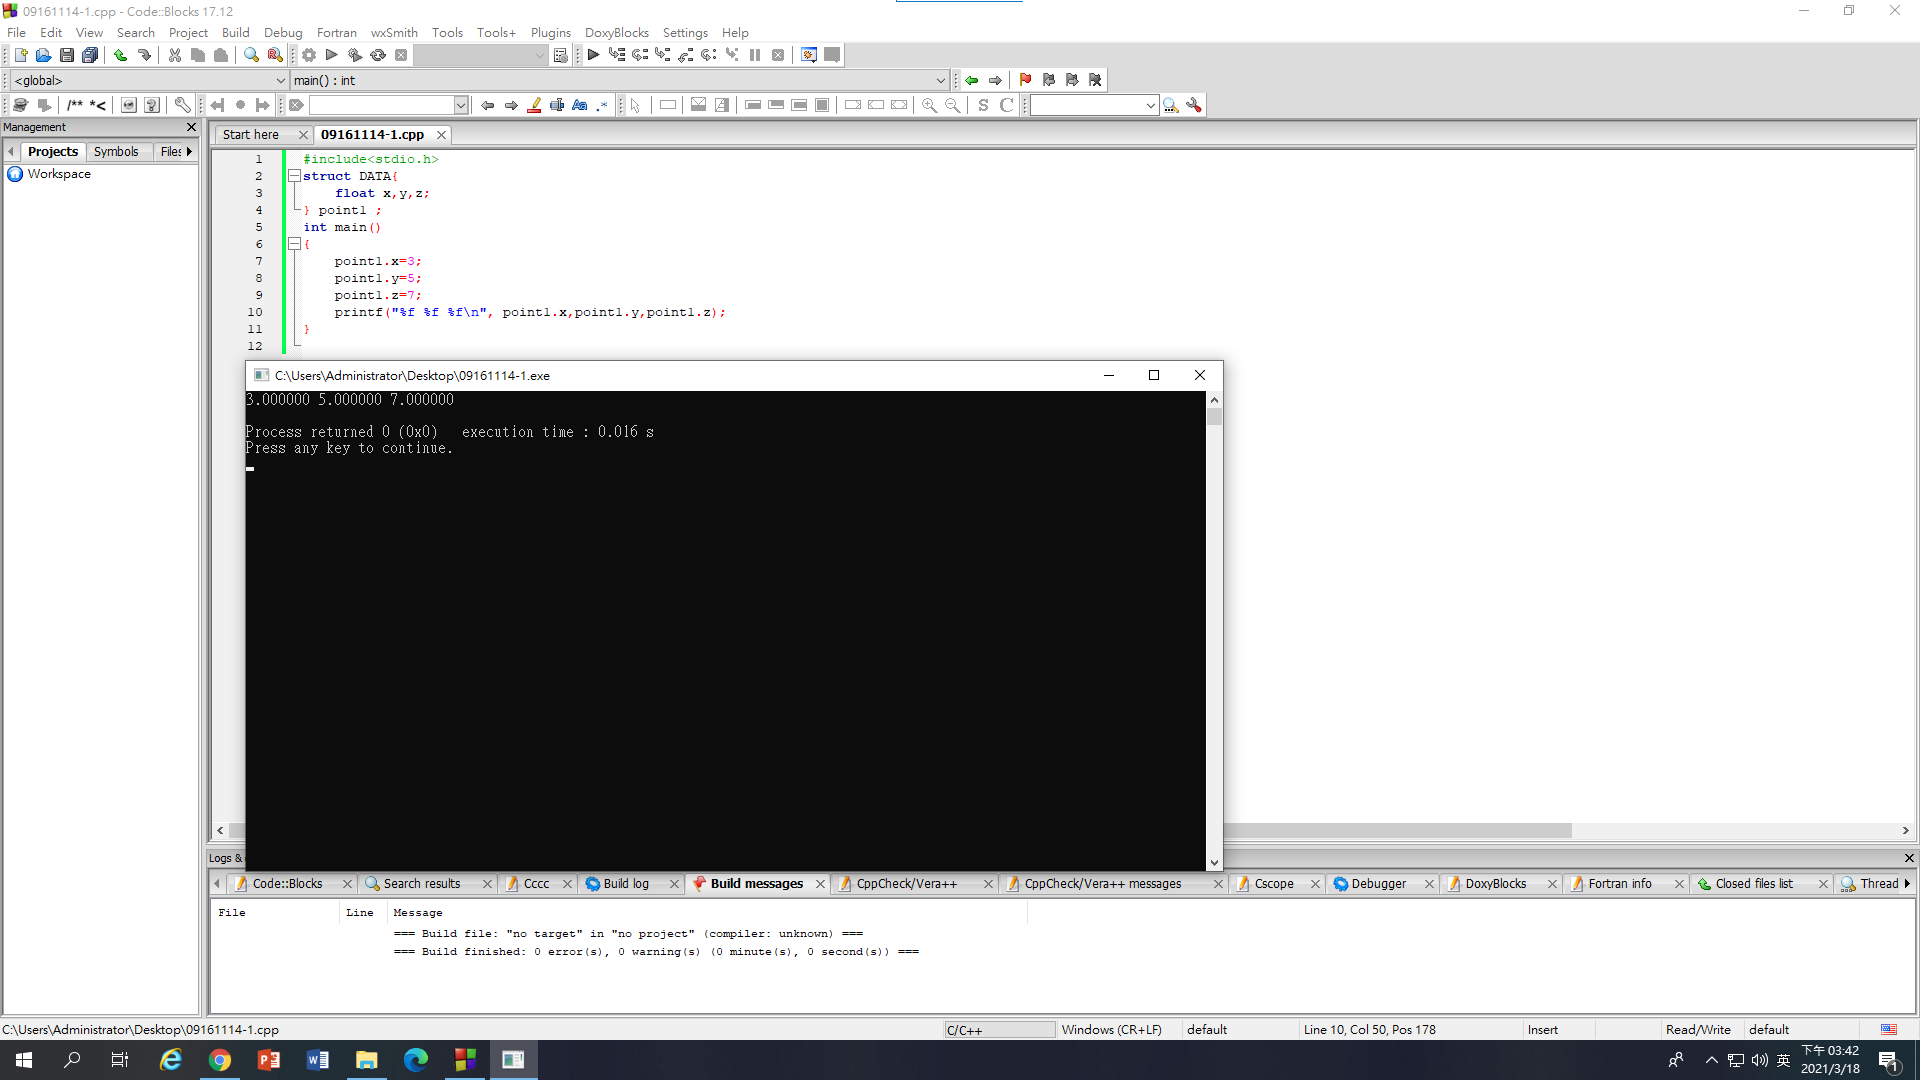 09161114-1.cpp - Code::Blocks 17.12
File Edit View Search Project Build Debug Fortran wxSmith Tools Tools+ Plugins DoxyBlocks Settings Help
<global> main() : int
/** *<
S C
Management
Projects Symbols Files
Workspace
Start here 09161114-1.cpp
1 #include<stdio.h>
2 struct DATA{
3 float x,y,z;
4 } point1 ;
5 int main()
6 {
7 point1.x=3;
8 point1.y=5;
9 point1.z=7;
10 printf("%f %f %f\n", point1.x,point1.y,point1.z);
11 }
12
C:\Users\Administrator\Desktop\09161114-1.exe
3.000000 5.000000 7.000000
Process returned 0 (0x0) execution time : 0.016 s
Press any key to continue.
Logs &
Code::Blocks Search results Cccc Build log Build messages CppCheck/Vera++ CppCheck/Vera++ messages Cscope Debugger DoxyBlocks Fortran info Closed files list Thread
File Line Message
=== Build file: "no target" in "no project" (compiler: unknown) ===
=== Build finished: 0 error(s), 0 warning(s) (0 minute(s), 0 second(s)) ===
C:\Users\Administrator\Desktop\09161114-1.cpp C/C++ Windows (CR+LF) default Line 10, Col 50, Pos 178 Insert Read/Write default
英 下午 03:42
2021/3/18
1